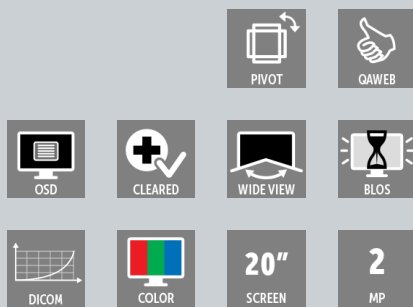 PIVOT
QAWEB
OSD
CLEARED
WIDE VIEW
BLOS
DICOM
COLOR
20"
SCREEN
2
MP